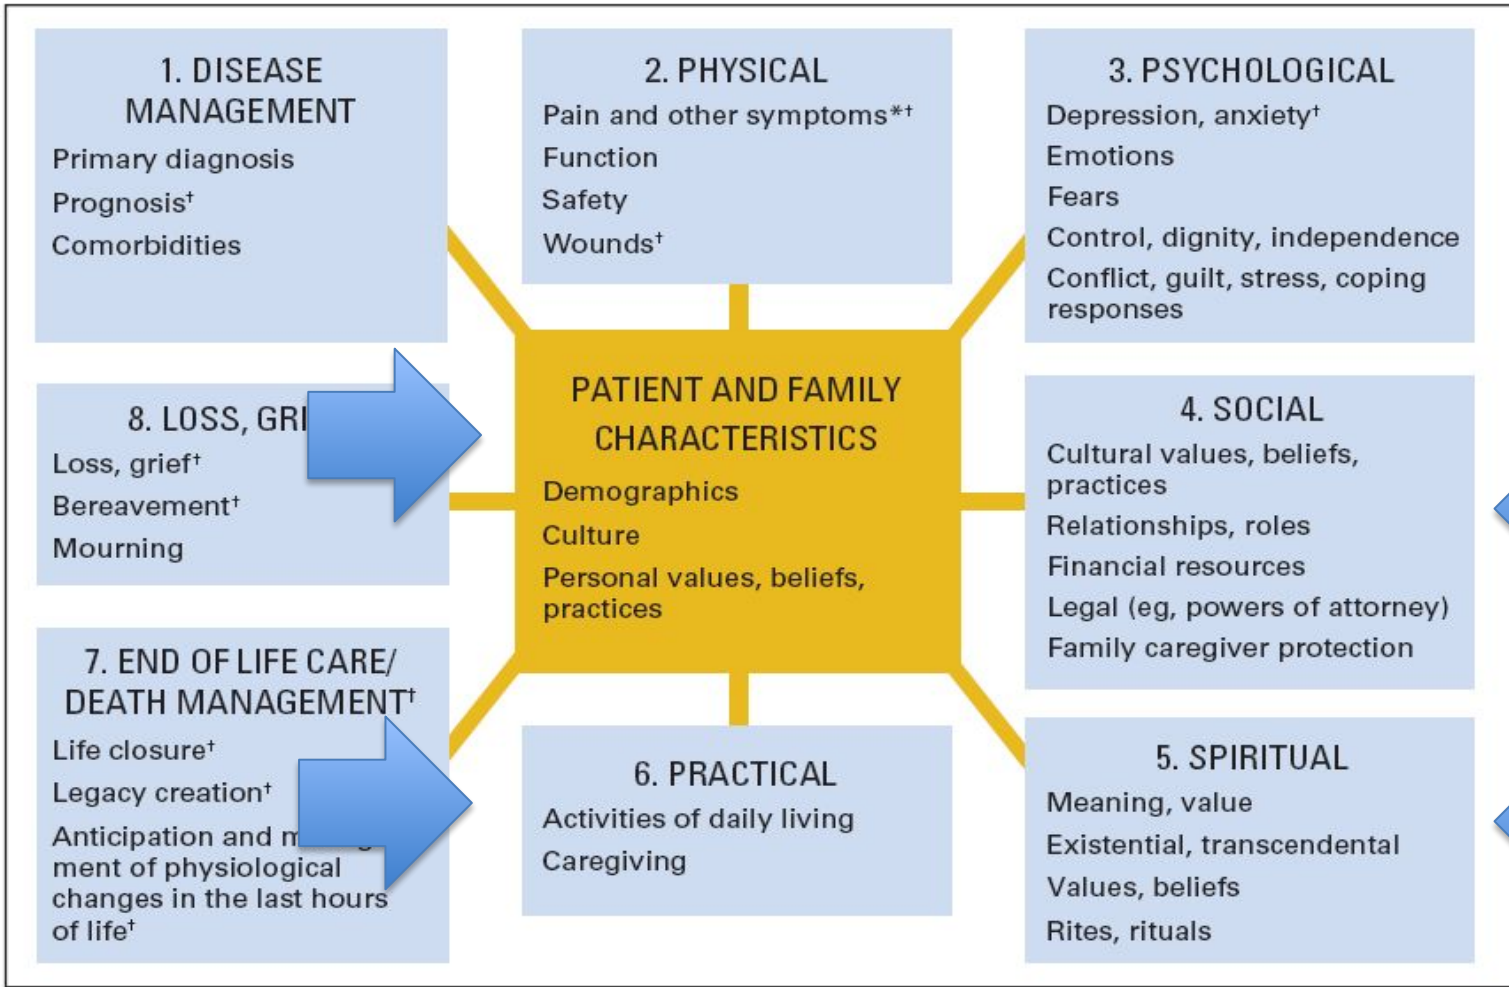 1. DISEASE
MANAGEMENT
Primary diagnosis
Prognosis†
Comorbidities
2. PHYSICAL
Pain and other symptoms*†
Function
Safety
Wounds†
3. PSYCHOLOGICAL
Depression, anxiety†
Emotions
Fears
Control, dignity, independence
Conflict, guilt, stress, coping
responses
8. LOSS,
Loss, grief†
Bereavement†
Mourning
PATIENT AND FAMILY
CHARACTERISTICS
Demographics
Culture
Personal values, beliefs,
practices
4. SOCIAL
Cultural values, beliefs,
practices
Relationships, roles
Financial resources
Legal (eg, powers of attorney)
Family caregiver protection
7. END OF LIFE CARE/
DEATH MANAGEMENT†
Life closure†
Legacy creation†
Anticipation and
ment of physiological
changes in the last hours
of life†
6. PRACTICAL
Activities of daily living
Caregiving
5. SPIRITUAL
Meaning, value
Existential, transcendental
Values, beliefs
Rites, rituals